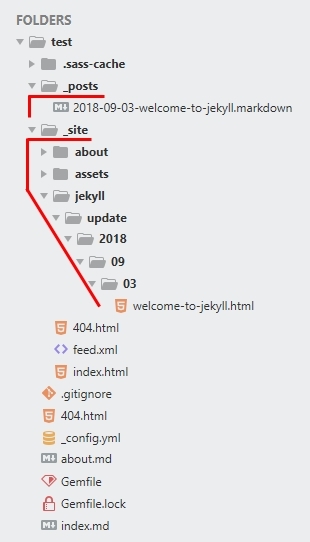 FOLDERS
test
.sass-cache
_posts
2018-09-03-welcome-to-jekyll.markdown
_site
about
assets
jekyll
update
2018
09
03
welcome-to-jekyll.html
404.html
feed.xml
index.html
.gitignore
404.html
_config.yml
about.md
Gemfile
Gemfile.lock
index.md